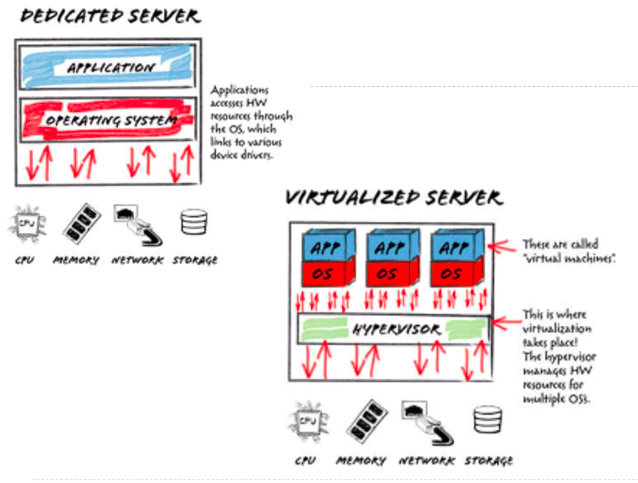 DEDICATED SERVER
APPLICATION
OPERATING SYSTEM
Applications
accesses HW
resources through
the OS, which
links to various
device drivers.
CPU
CPU
MEMORY
NETWORK
STORAGE
VIRTUALIZED SERVER
APP
APP
APP
OS
OS
OS
These are called
"virtual machines".
HYPERVISOR
This is where
virtualization
takes place!
The hypervisor
manages HW
resources for
multiple OSs.
CPU
CPU
MEMORY
NETWORK
STORAGE